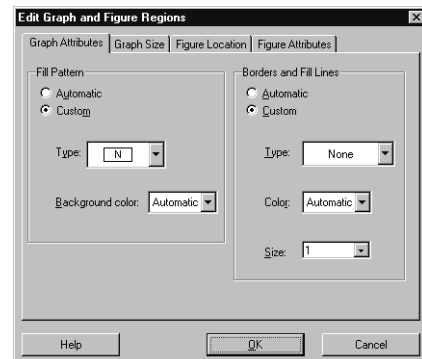 Edit Graph and Figure Regions
Graph Attributes Graph Size Figure Location Figure Attributes
Fill Pattern
Automatic
Custom
Type: N
Background color: Automatic
Borders and Fill Lines
Automatic
Custom
Type: None
Color: Automatic
Size: 1
Help OK Cancel